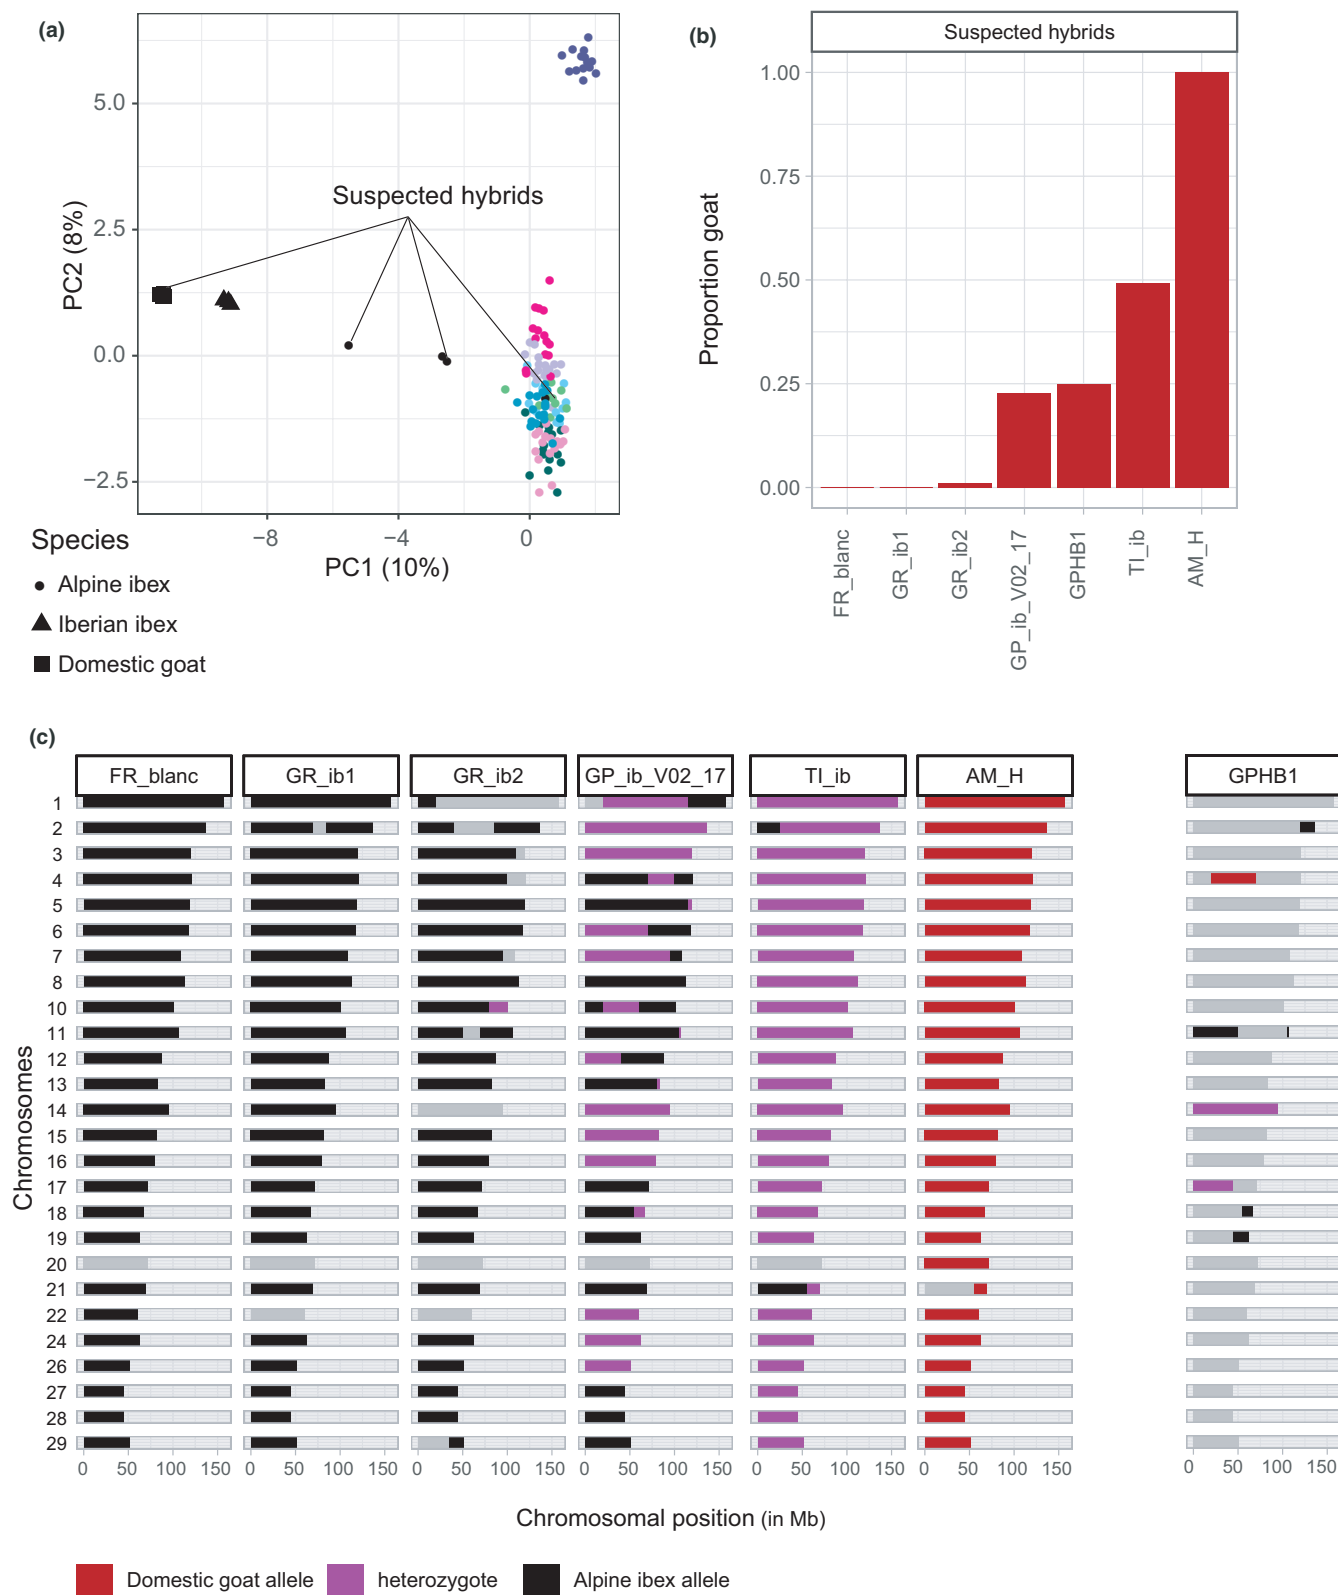 (a)
5.0
2.5
0.0
−2.5
PC2 (8%)
Suspected hybrids
−8
−4
0
PC1 (10%)
Species
Alpine ibex
Iberian ibex
Domestic goat
(b)
Suspected hybrids
1.00
0.75
0.50
0.25
0.00
Proportion goat
FR_blanc
GR_ib1
GR_ib2
GP_ib_V02_17
GPHB1
TI_ib
AM_H
(c)
FR_blanc
GR_ib1
GR_ib2
GP_ib_V02_17
TI_ib
AM_H
GPHB1
Chromosomes
1
2
3
4
5
6
7
8
10
11
12
13
14
15
16
17
18
19
20
21
22
24
26
27
28
29
0 50 100 150
0 50 100 150
0 50 100 150
0 50 100 150
0 50 100 150
0 50 100 150
0 50 100 150
Chromosomal position (in Mb)
Domestic goat allele
heterozygote
Alpine ibex allele